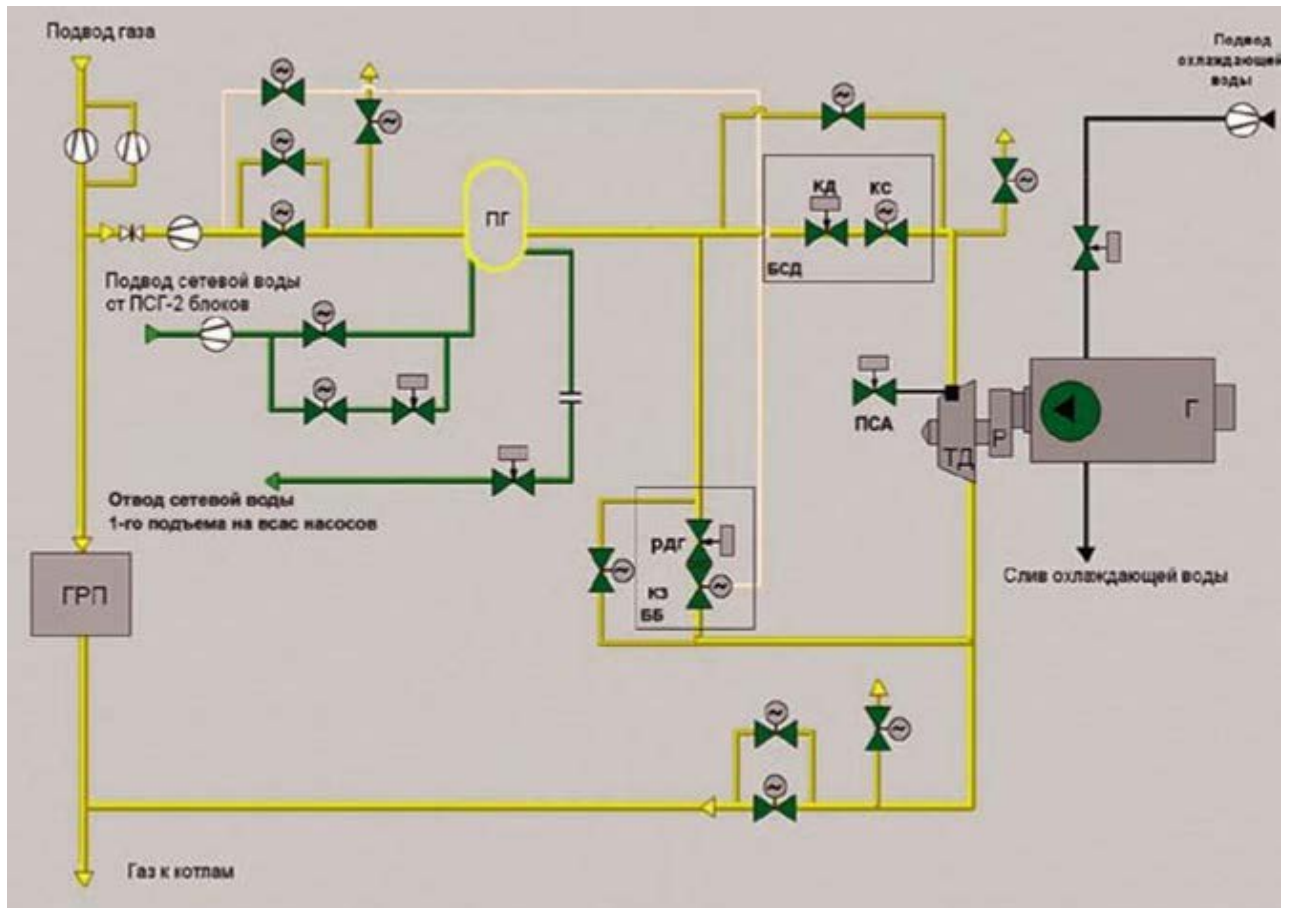 Подвод газа
Подвод
охлаждающей
воды
КД
КС
ПГ
БСД
Подвод сетевой воды
от ПСГ-2 блоков
ПСА
Г
Р
ТД
Отвод сетевой воды
1-го подъема на всас насосов
рдг
КЗ
ББ
Слив охлаждающей воды
ГРП
Газ к котлам